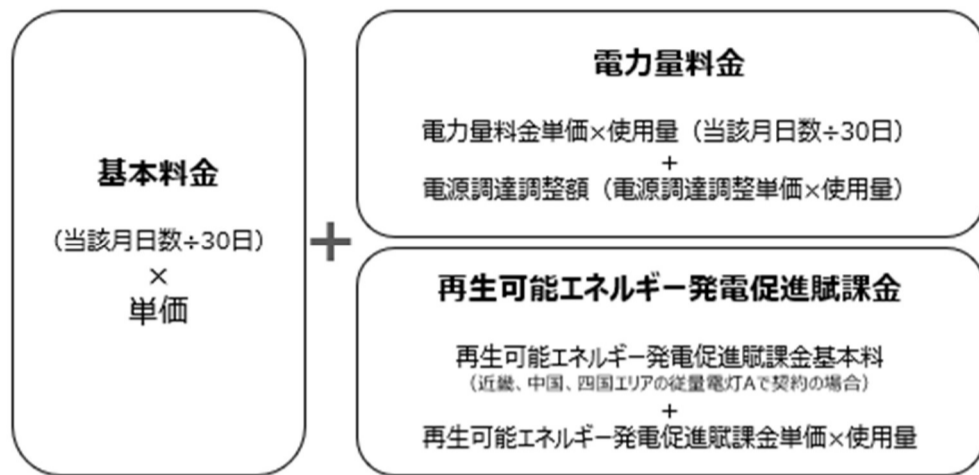 基本料金
（当該月日数÷30日）
×
単価
+
電力量料金
電力量料金単価×使用量（当該月日数÷30日）
+
電源調達調整額（電源調達調整単価×使用量）
再生可能エネルギー発電促進賦課金
再生可能エネルギー発電促進賦課金基本料
（近畿、中国、四国エリアの従量電灯Aで契約の場合）
+
再生可能エネルギー発電促進賦課金単価×使用量